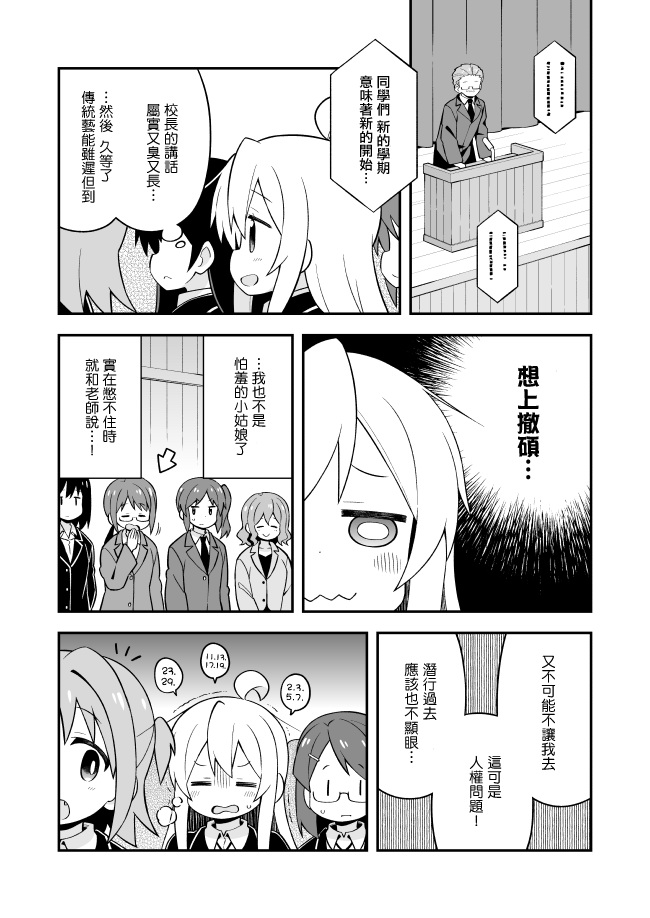 同學們 新的學期
意味著新的開始…
校長的講話
屬實又臭又長…
…然後 久等了
傳統藝能雖遲但到
想上撤碩…
…我也不是
怕羞的小姑娘了
實在憋不住時
就和老師說…！
又不可能不讓我去
這可是
人權問題！
潛行過去
應該也不顯眼…
2.3.
5.7.
11.13.
17.19.
23.
29.